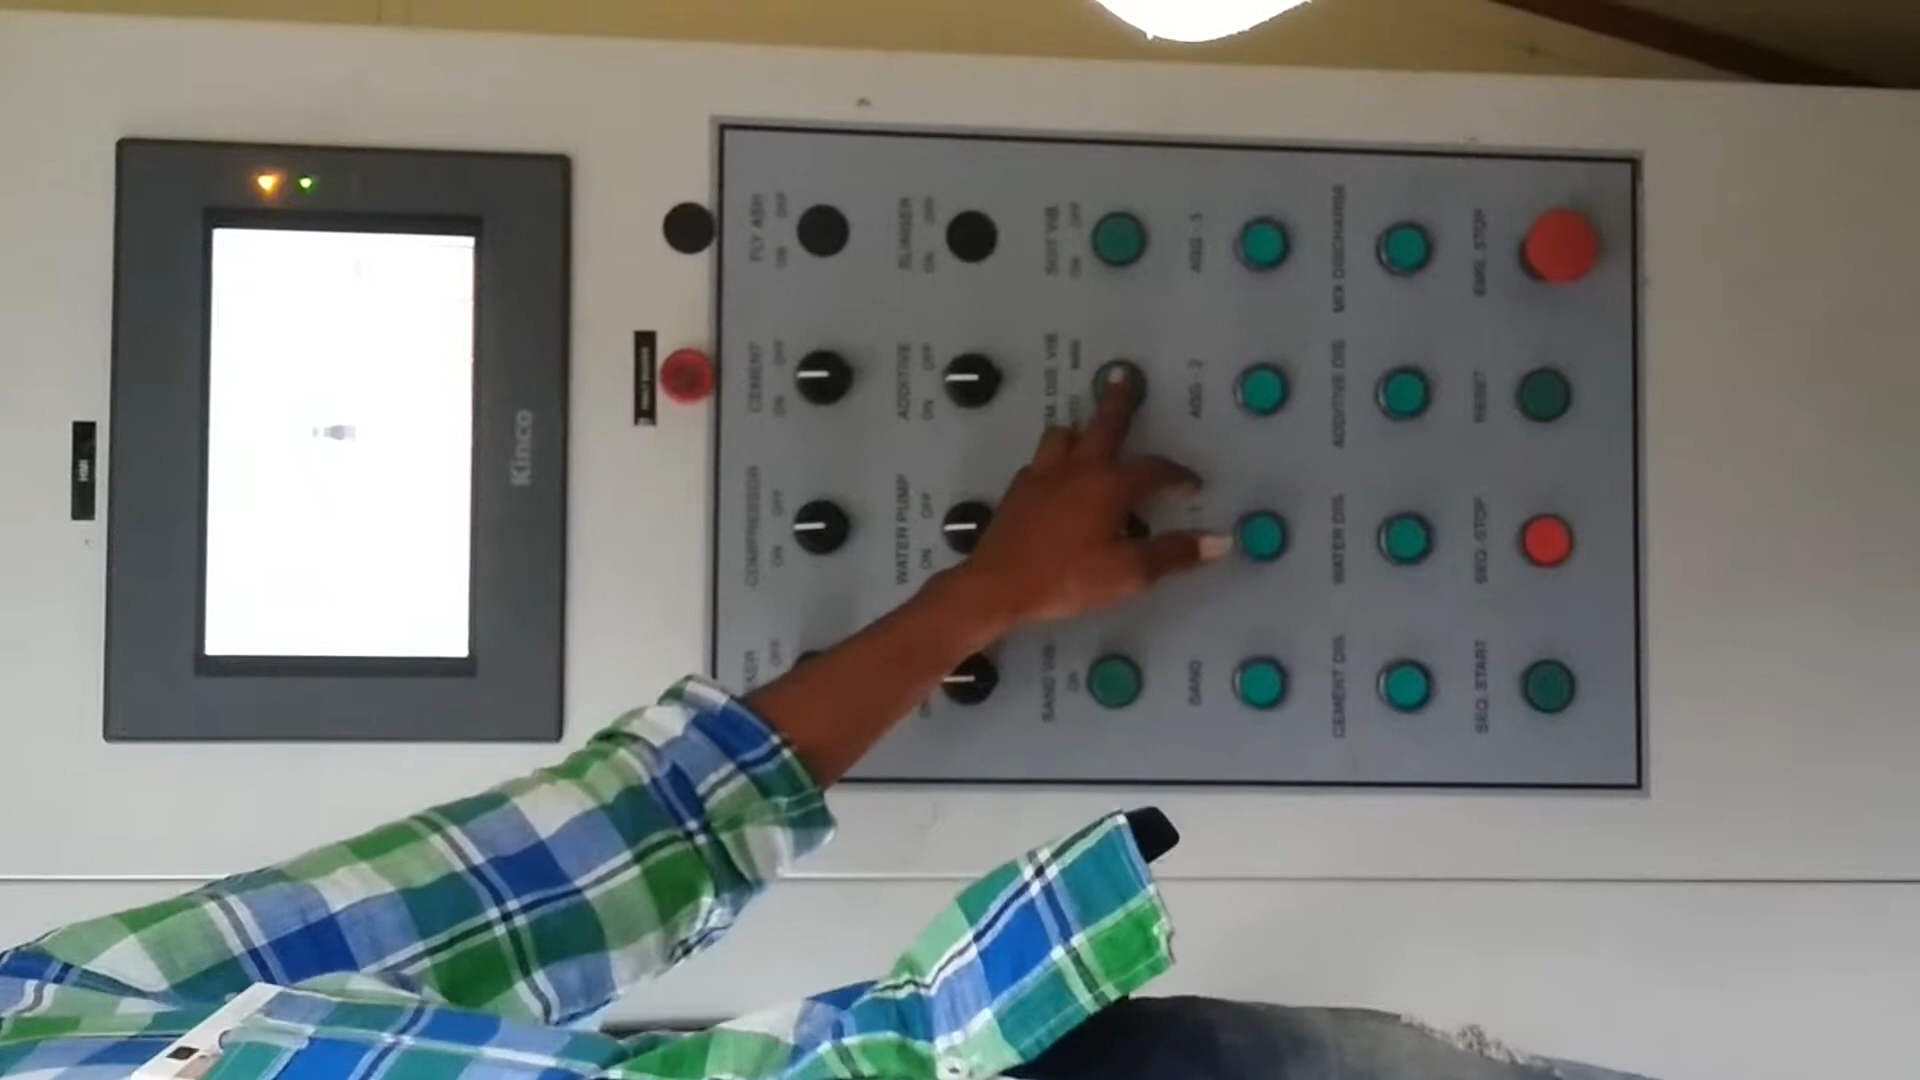 HMI
Kinco
FLY ASH
ON OFF
CEMENT
ON OFF
COMPRESSOR
ON OFF
OFF
SLINGER
ON OFF
ADDITIVE
ON OFF
WATER PUMP
ON OFF
SAND VIB.
ON
AGG - 3
AGG - 2
SAND
MIX DISCHARGE
ADDITIVE DIS.
WATER DIS.
CEMENT DIS.
EMG. STOP
RESET
SEQ. STOP
SEQ. START